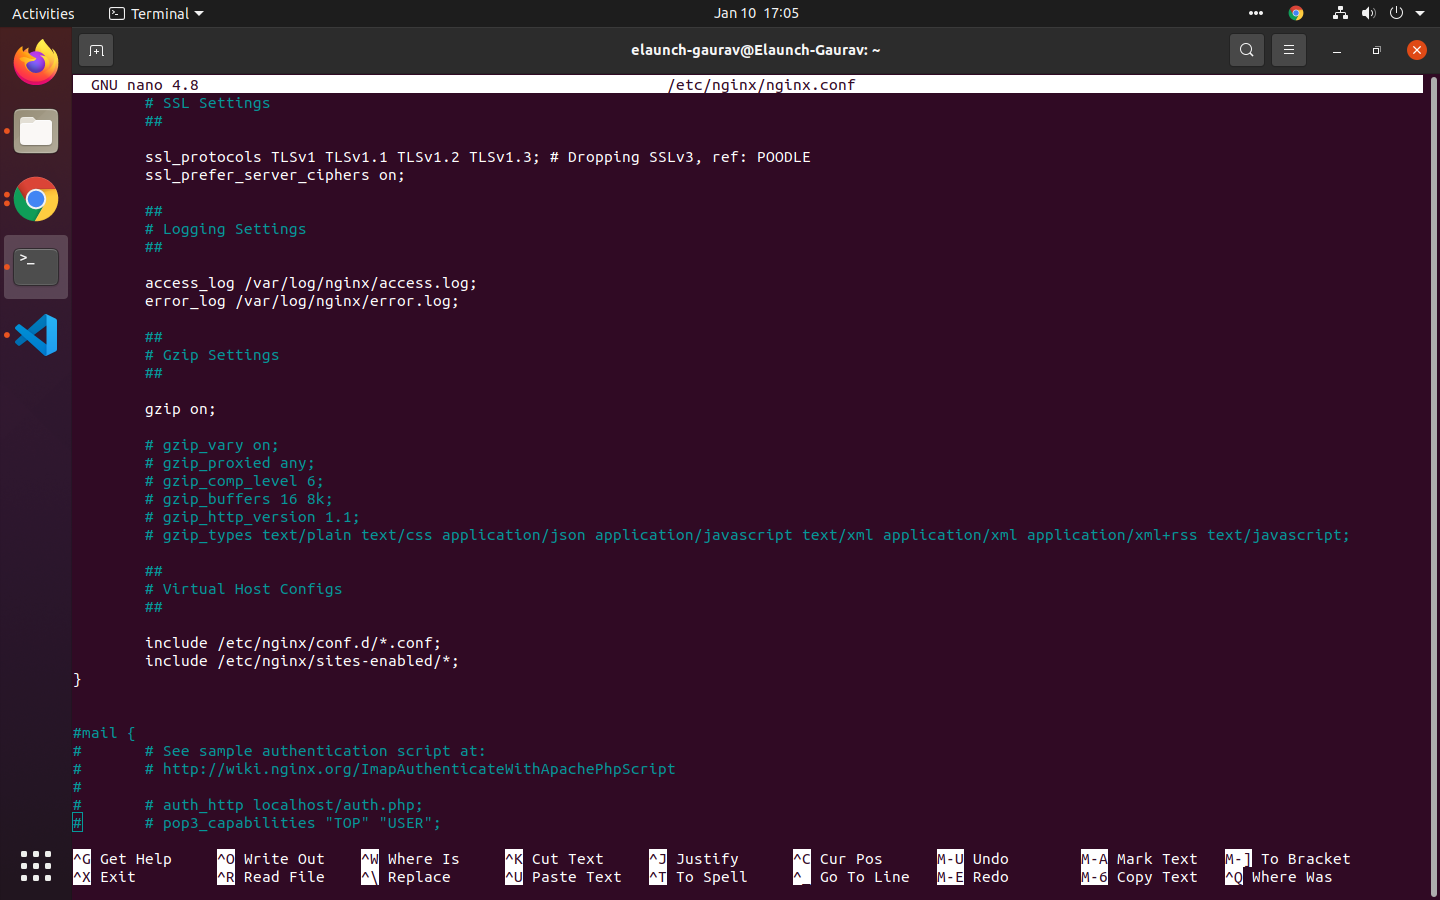 Activities Terminal Jan 10 17:05
elaunch-gaurav@Elaunch-Gaurav: ~
GNU nano 4.8 /etc/nginx/nginx.conf
# SSL Settings
##
ssl_protocols TLSv1 TLSv1.1 TLSv1.2 TLSv1.3; # Dropping SSLv3, ref: POODLE
ssl_prefer_server_ciphers on;
##
# Logging Settings
##
access_log /var/log/nginx/access.log;
error_log /var/log/nginx/error.log;
##
# Gzip Settings
##
gzip on;
# gzip_vary on;
# gzip_proxied any;
# gzip_comp_level 6;
# gzip_buffers 16 8k;
# gzip_http_version 1.1;
# gzip_types text/plain text/css application/json application/javascript text/xml application/xml application/xml+rss text/javascript;
##
# Virtual Host Configs
##
include /etc/nginx/conf.d/*.conf;
include /etc/nginx/sites-enabled/*;
}
#mail {
# # See sample authentication script at:
# # http://wiki.nginx.org/ImapAuthenticateWithApachePhpScript
#
# # auth_http localhost/auth.php;
# # pop3_capabilities "TOP" "USER";
^G Get Help ^O Write Out ^W Where Is ^K Cut Text ^J Justify ^C Cur Pos M-U Undo M-A Mark Text M-] To Bracket
^X Exit ^R Read File ^\ Replace ^U Paste Text ^T To Spell ^_ Go To Line M-E Redo M-6 Copy Text ^Q Where Was